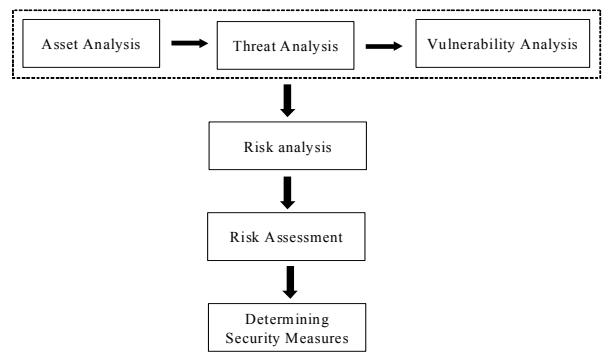 Asset Analysis
Threat Analysis
Vulnerability Analysis
Risk analysis
Risk Assessment
Determining
Security Measures